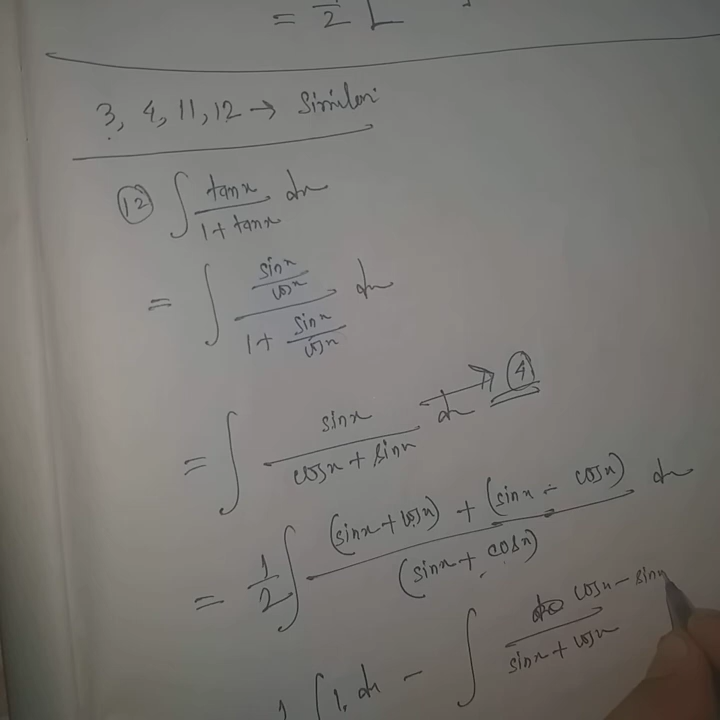 = 1/2 [
3, 4, 11, 12 → Similar
(12) ∫ tanx / (1 + tanx) dx
= ∫ (sinx/cosx) / (1 + sinx/cosx) dx
= ∫ sinx / (cosx + sinx) dx → (4)
= 1/2 ∫ ((sinx + cosx) + (sinx - cosx)) / (sinx + cosx) dx
1 ∫ 1. dx - ∫ (cosx - sinx) / (sinx + cosx)